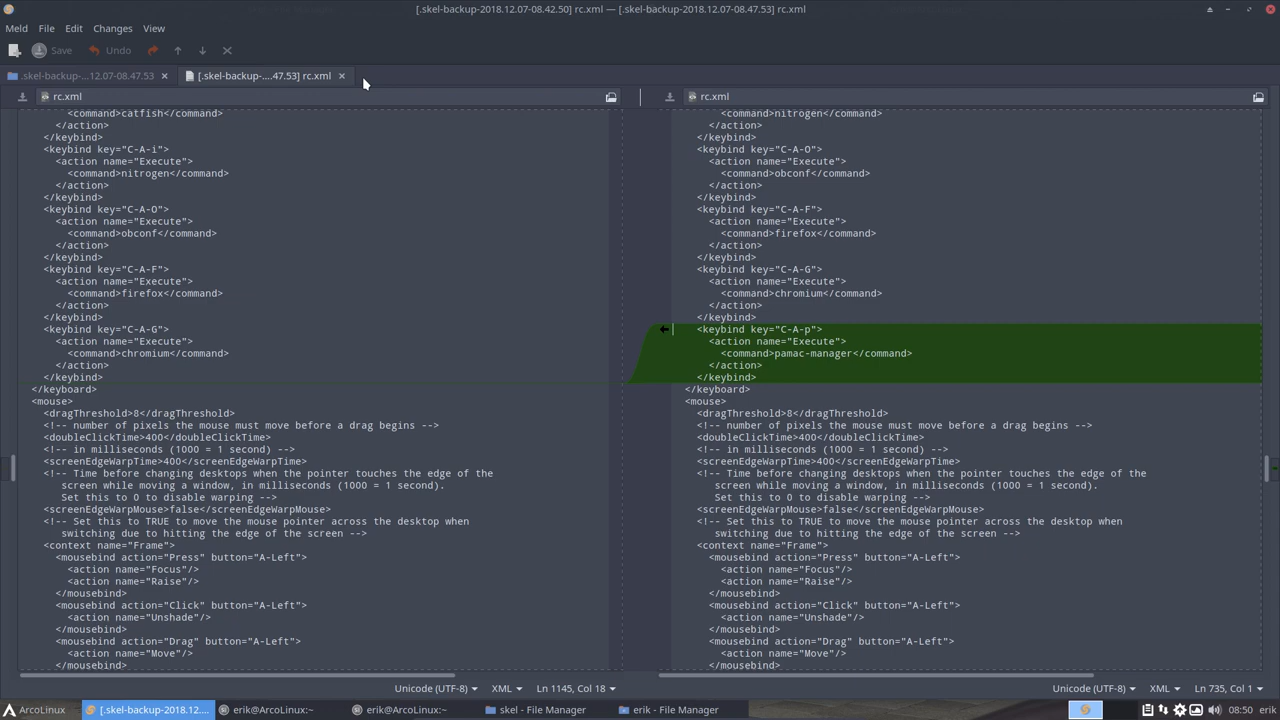 [.skel-backup-2018.12.07-08.42.50] rc.xml — [.skel-backup-2018.12.07-08.47.53] rc.xml
Meld File Edit Changes View
Save Undo
.skel-backup-...12.07-08.47.53
[.skel-backup-....47.53] rc.xml
rc.xml
<command>catfish</command>
</action>
</keybind>
<keybind key="C-A-i">
<action name="Execute">
<command>nitrogen</command>
</action>
</keybind>
<keybind key="C-A-O">
<action name="Execute">
<command>obconf</command>
</action>
</keybind>
<keybind key="C-A-F">
<action name="Execute">
<command>firefox</command>
</action>
</keybind>
<keybind key="C-A-G">
<action name="Execute">
<command>chromium</command>
</action>
</keybind>
</keyboard>
<mouse>
<dragThreshold>8</dragThreshold>
<!-- number of pixels the mouse must move before a drag begins -->
<doubleClickTime>400</doubleClickTime>
<!-- in milliseconds (1000 = 1 second) -->
<screenEdgeWarpTime>400</screenEdgeWarpTime>
<!-- Time before changing desktops when the pointer touches the edge of the
screen while moving a window, in milliseconds (1000 = 1 second).
Set this to 0 to disable warping -->
<screenEdgeWarpMouse>false</screenEdgeWarpMouse>
<!-- Set this to TRUE to move the mouse pointer across the desktop when
switching due to hitting the edge of the screen -->
<context name="Frame">
<mousebind action="Press" button="A-Left">
<action name="Focus"/>
<action name="Raise"/>
</mousebind>
<mousebind action="Click" button="A-Left">
<action name="Unshade"/>
</mousebind>
<mousebind action="Drag" button="A-Left">
<action name="Move"/>
</mousebind>
Unicode (UTF-8) XML Ln 1145, Col 18
rc.xml
<command>nitrogen</command>
</action>
</keybind>
<keybind key="C-A-O">
<action name="Execute">
<command>obconf</command>
</action>
</keybind>
<keybind key="C-A-F">
<action name="Execute">
<command>firefox</command>
</action>
</keybind>
<keybind key="C-A-G">
<action name="Execute">
<command>chromium</command>
</action>
</keybind>
<keybind key="C-A-p">
<action name="Execute">
<command>pamac-manager</command>
</action>
</keybind>
</keyboard>
<mouse>
<dragThreshold>8</dragThreshold>
<!-- number of pixels the mouse must move before a drag begins -->
<doubleClickTime>400</doubleClickTime>
<!-- in milliseconds (1000 = 1 second) -->
<screenEdgeWarpTime>400</screenEdgeWarpTime>
<!-- Time before changing desktops when the pointer touches the edge of the
screen while moving a window, in milliseconds (1000 = 1 second).
Set this to 0 to disable warping -->
<screenEdgeWarpMouse>false</screenEdgeWarpMouse>
<!-- Set this to TRUE to move the mouse pointer across the desktop when
switching due to hitting the edge of the screen -->
<context name="Frame">
<mousebind action="Press" button="A-Left">
<action name="Focus"/>
<action name="Raise"/>
</mousebind>
<mousebind action="Click" button="A-Left">
<action name="Unshade"/>
</mousebind>
<mousebind action="Drag" button="A-Left">
<action name="Move"/>
</mousebind>
Unicode (UTF-8) XML Ln 735, Col 1
ArcoLinux [.skel-backup-2018.12.... erik@ArcoLinux:~ erik@ArcoLinux:~ skel - File Manager erik - File Manager 08:50 erik